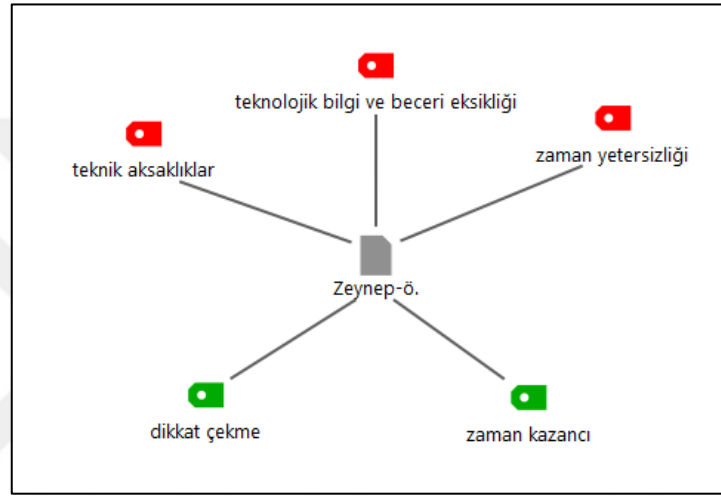 teknolojik bilgi ve beceri eksikliği
teknik aksaklıklar
zaman yetersizliği
Zeynep-ö.
dikkat çekme
zaman kazancı